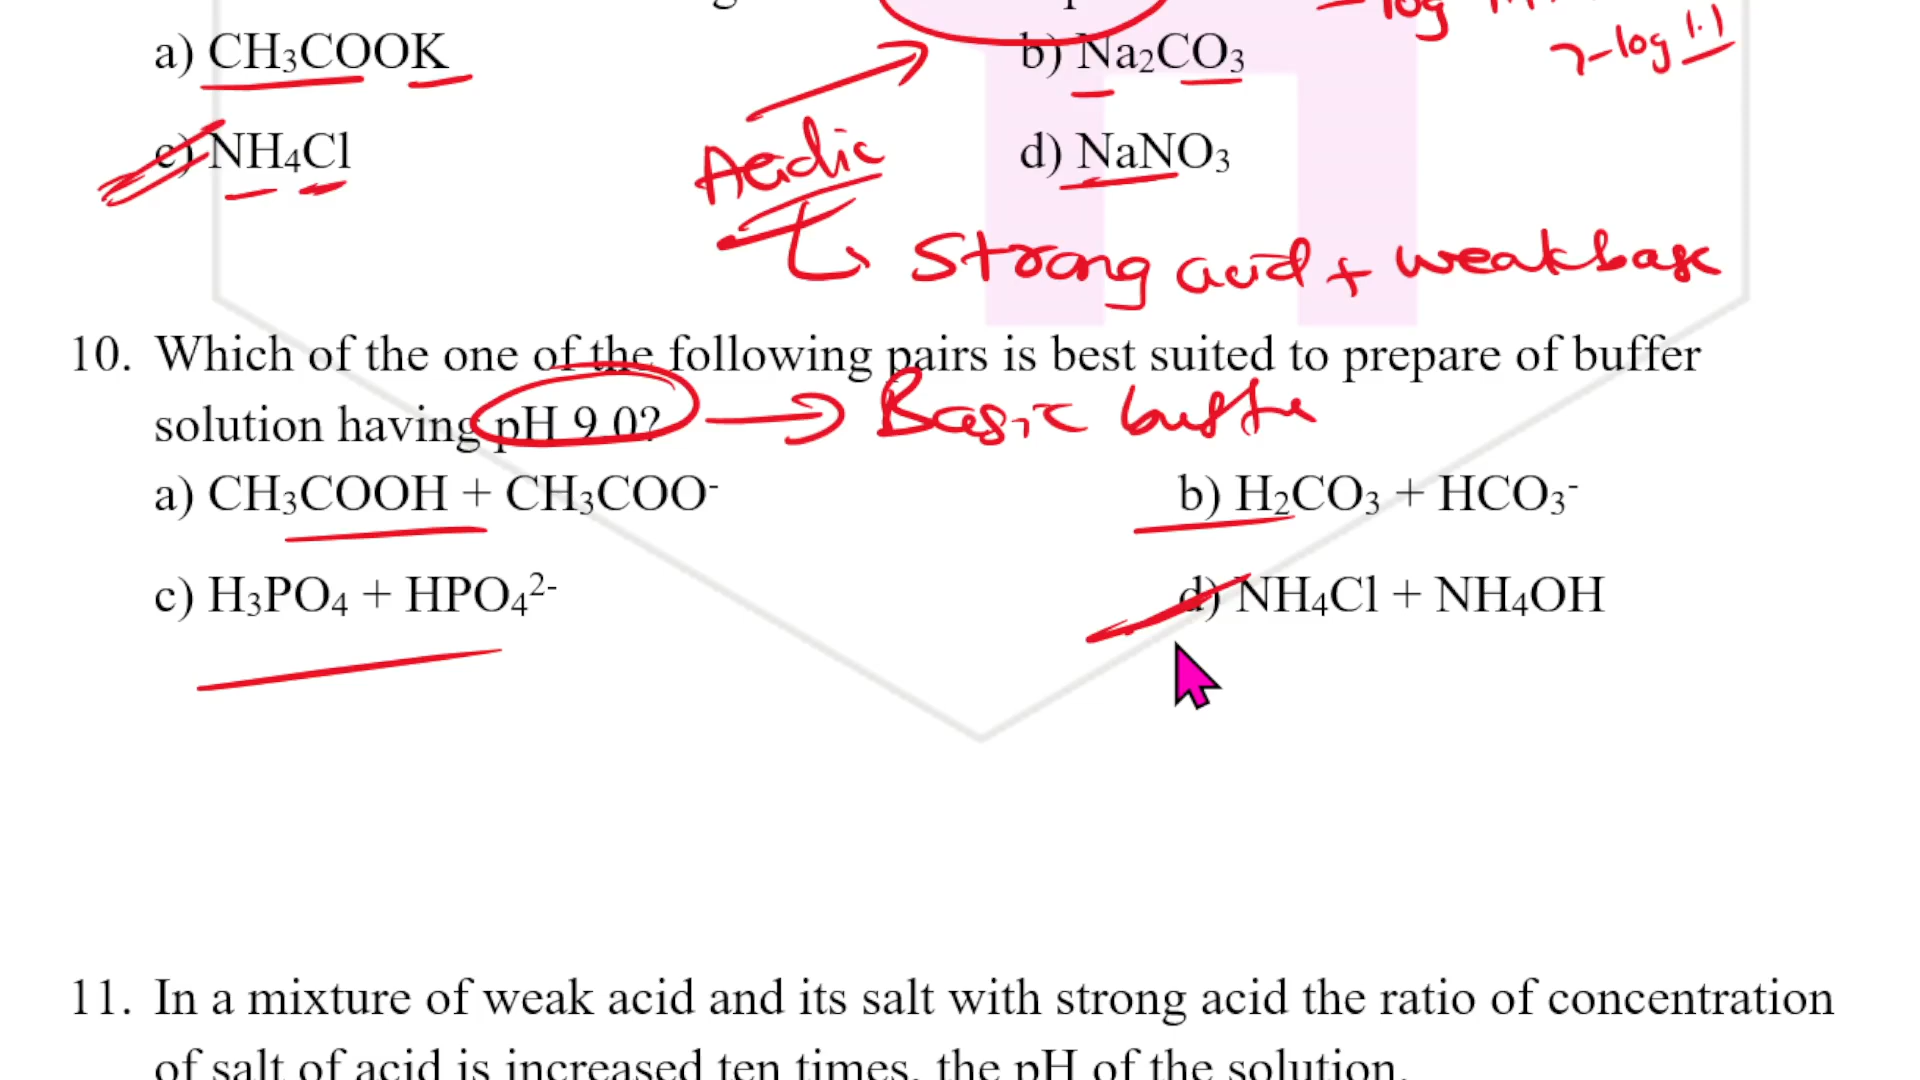 a) CH₃COOK
b) Na₂CO₃
7-log 1.1
c) NH₄Cl
Acidic
d) NaNO₃
Strong acid + weak base
10. Which of the one of the following pairs is best suited to prepare of buffer
solution having pH 9.0?
Basic buffe
a) CH₃COOH + CH₃COO⁻
b) H₂CO₃ + HCO₃⁻
c) H₃PO₄ + HPO₄²⁻
d) NH₄Cl + NH₄OH
11. In a mixture of weak acid and its salt with strong acid the ratio of concentration
of salt of acid is increased ten times, the pH of the solution.